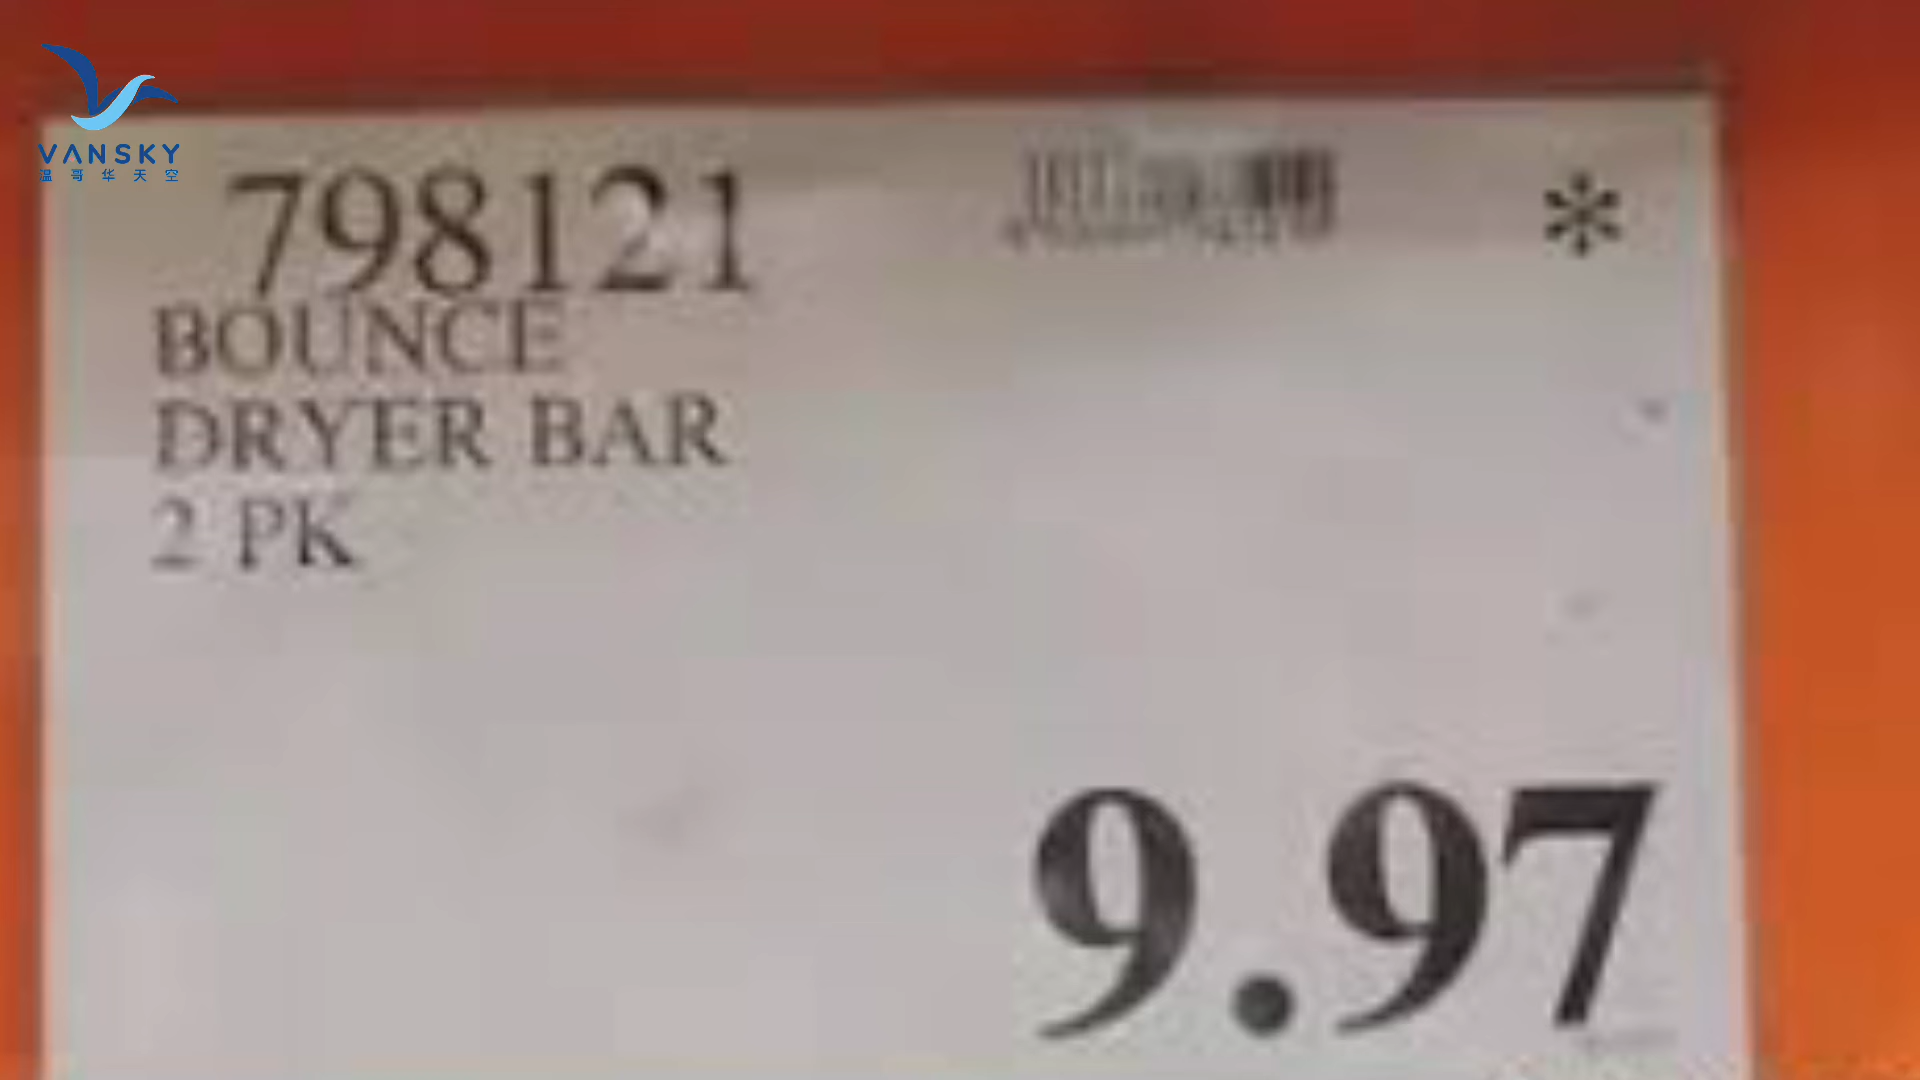 VANSKY
温哥华天空
798121
*
BOUNCE
DRYER BAR
2 PK
9.97